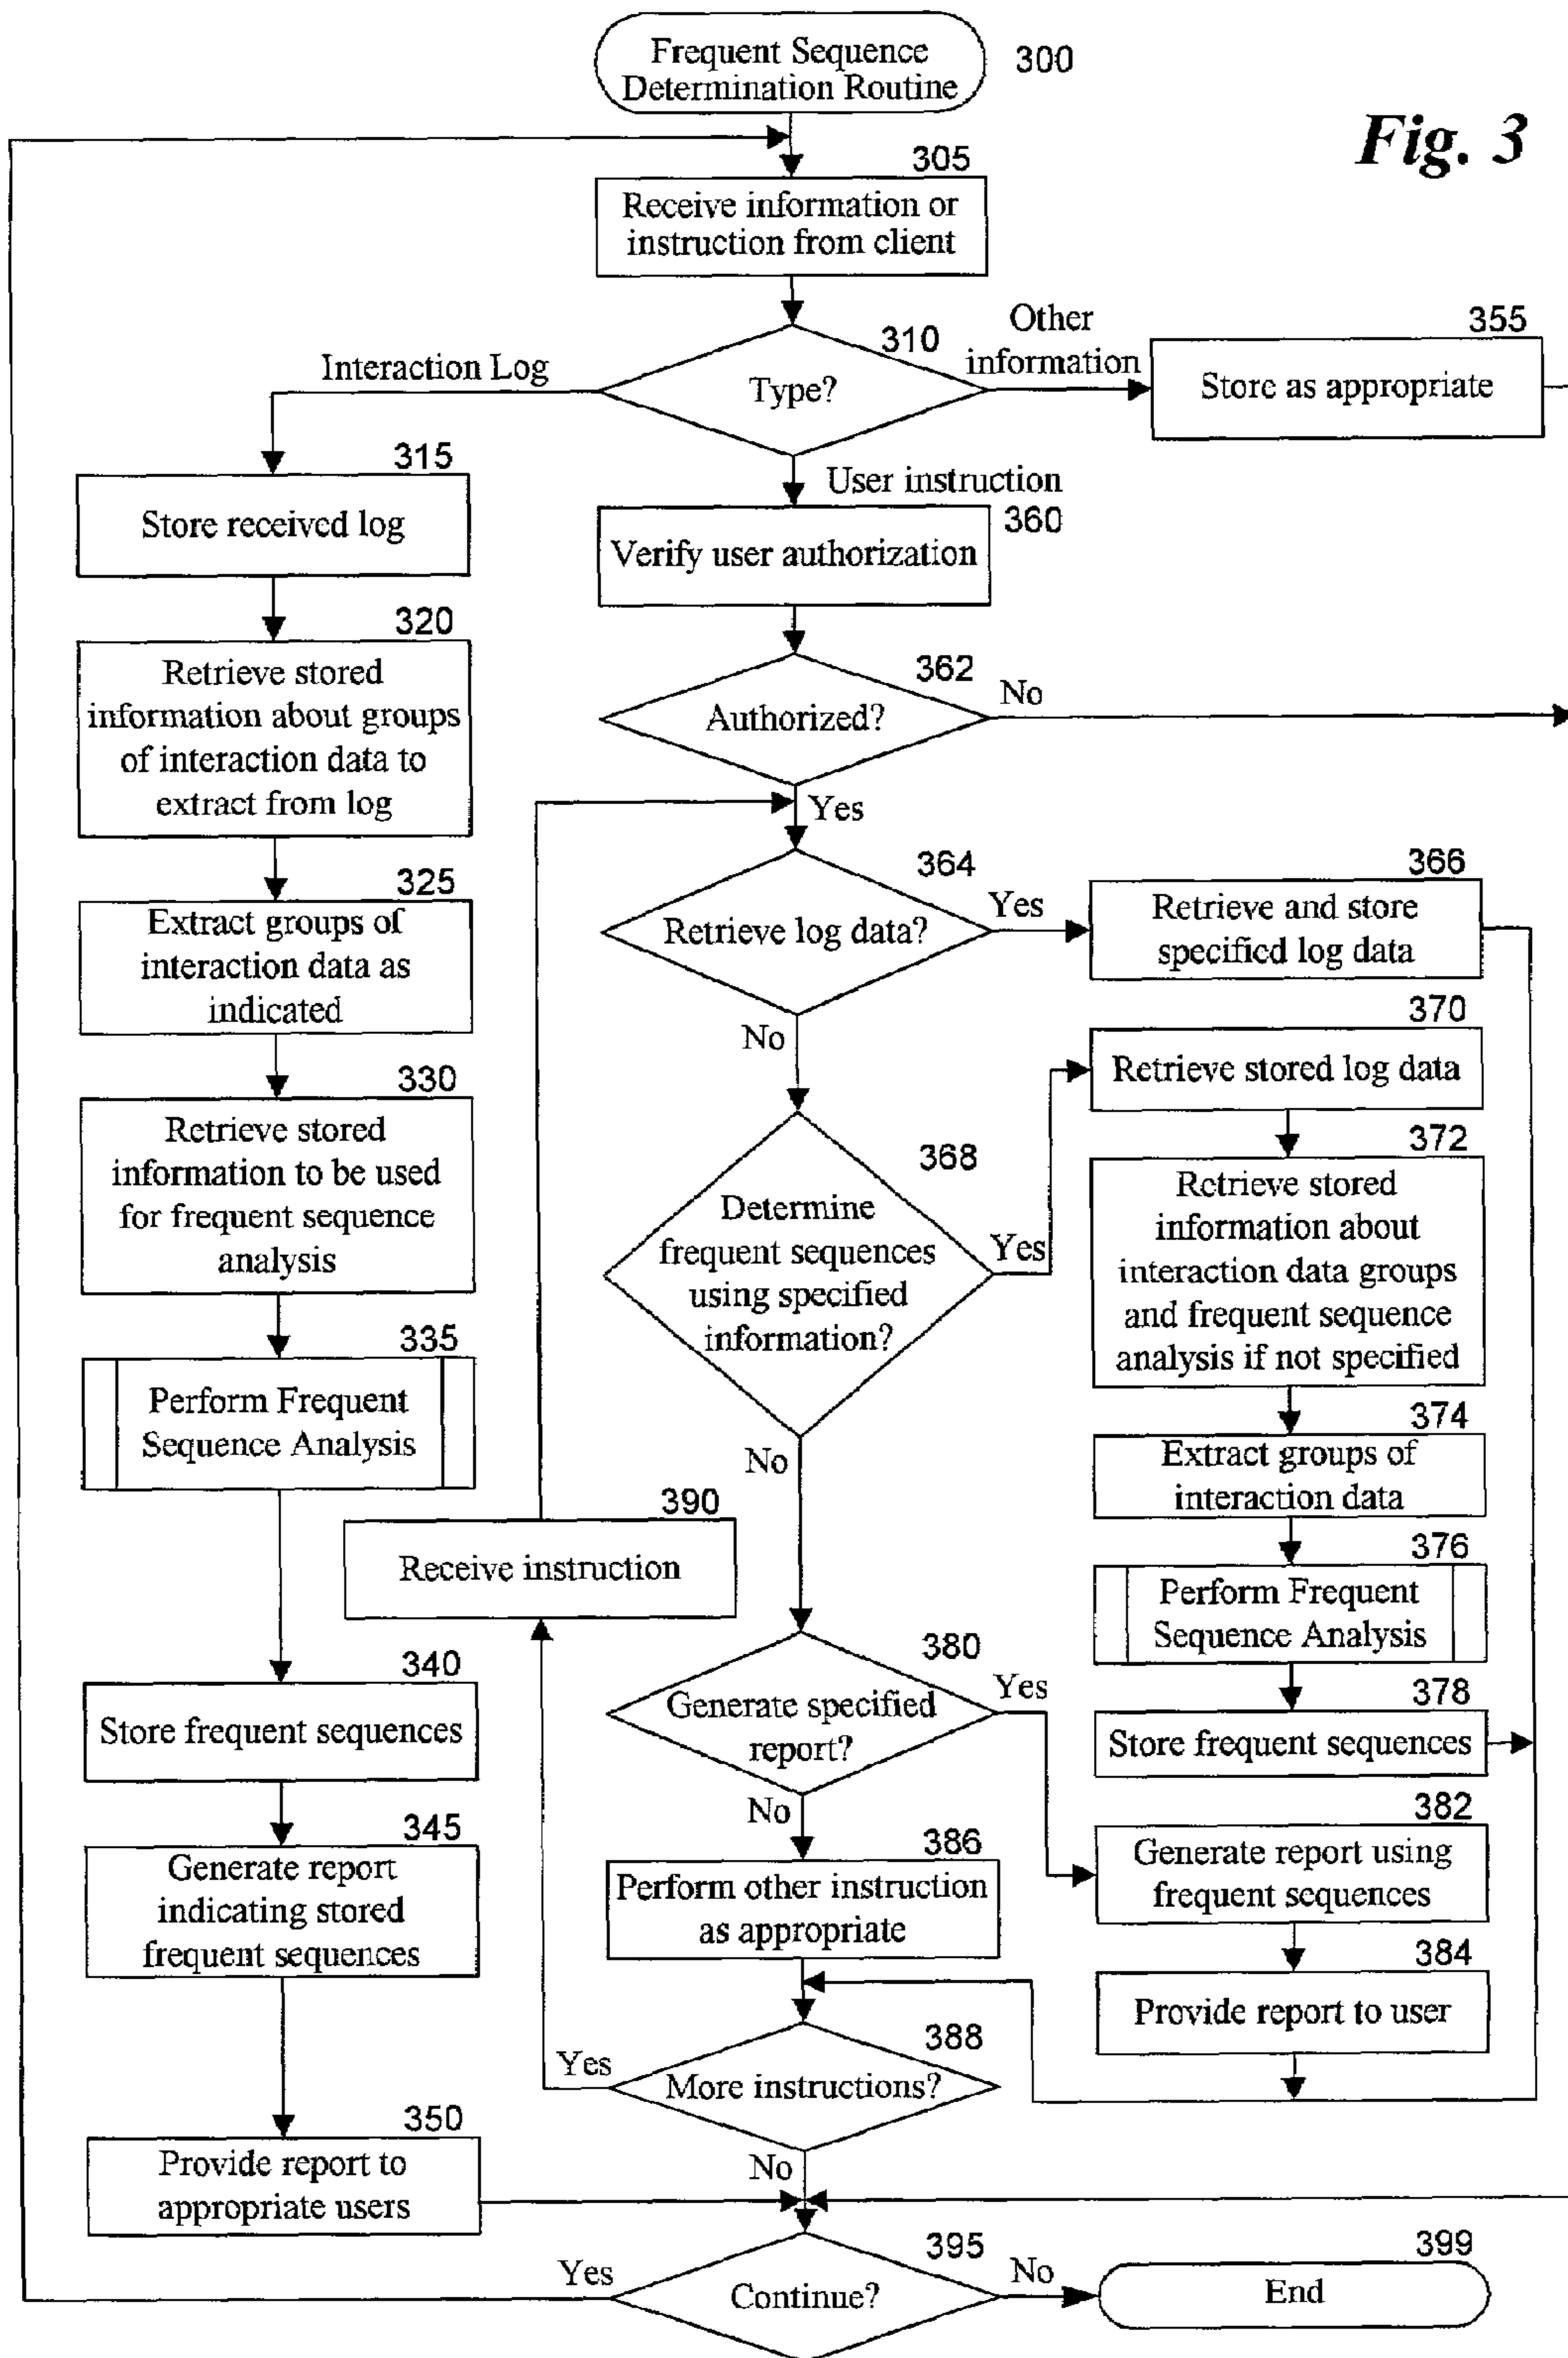 Frequent Sequence
Determination Routine
300
Fig. 3
305
Receive information or
instruction from client
310
Type?
Interaction Log
Other
information
355
Store as appropriate
User instruction
315
Store received log
360
Verify user authorization
320
Retrieve stored
information about groups
of interaction data to
extract from log
362
Authorized?
No
Yes
325
Extract groups of
interaction data as
indicated
364
Retrieve log data?
Yes
366
Retrieve and store
specified log data
No
330
Retrieve stored
information to be used
for frequent sequence
analysis
368
Determine
frequent sequences
using specified
information?
Yes
370
Retrieve stored log data
372
Retrieve stored
information about
interaction data groups
and frequent sequence
analysis if not specified
335
Perform Frequent
Sequence Analysis
No
374
Extract groups of
interaction data
390
Receive instruction
376
Perform Frequent
Sequence Analysis
340
Store frequent sequences
380
Generate specified
report?
Yes
378
Store frequent sequences
No
345
Generate report
indicating stored
frequent sequences
386
Perform other instruction
as appropriate
382
Generate report using
frequent sequences
384
Provide report to user
388
More instructions?
Yes
No
350
Provide report to
appropriate users
395
Continue?
Yes
No
399
End